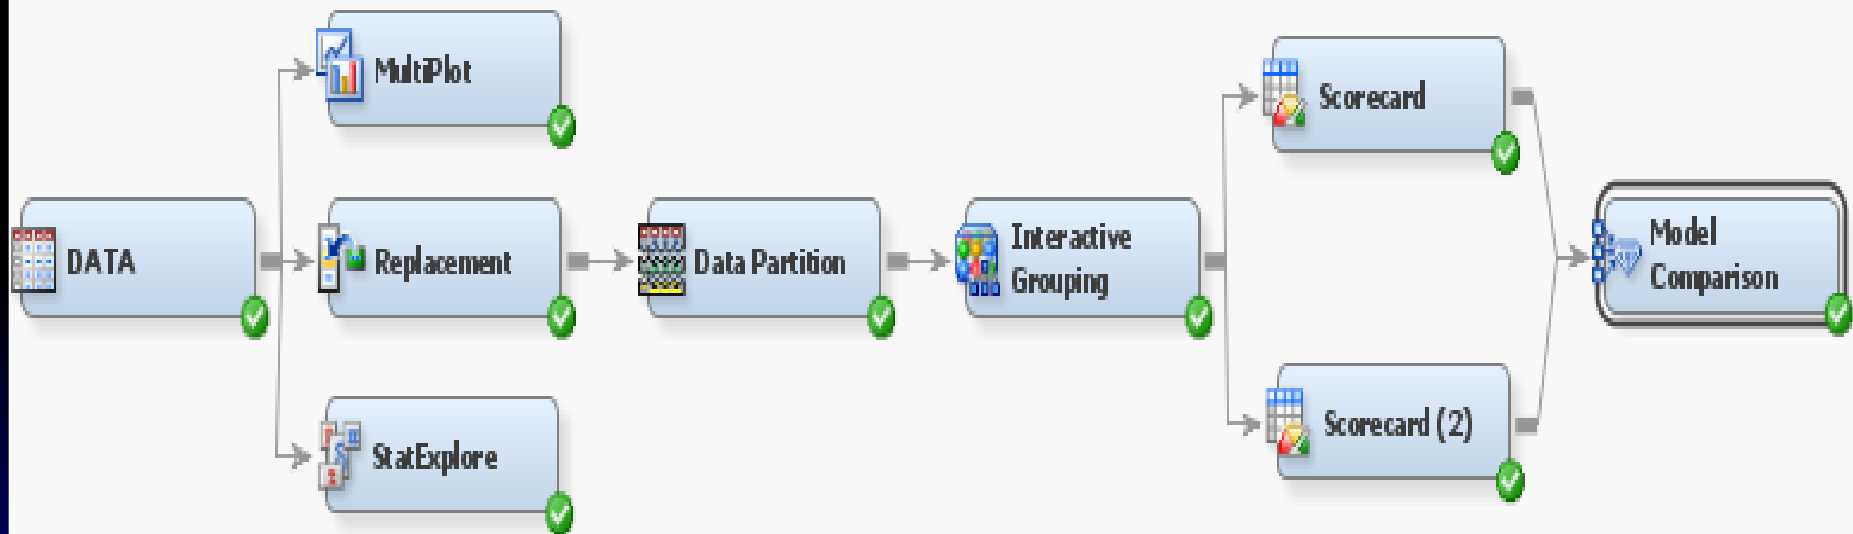 MultiPlot
DATA
Replacement
Data Partition
Interactive
Grouping
StatExplore
Scorecard
Scorecard (2)
Model
Comparison